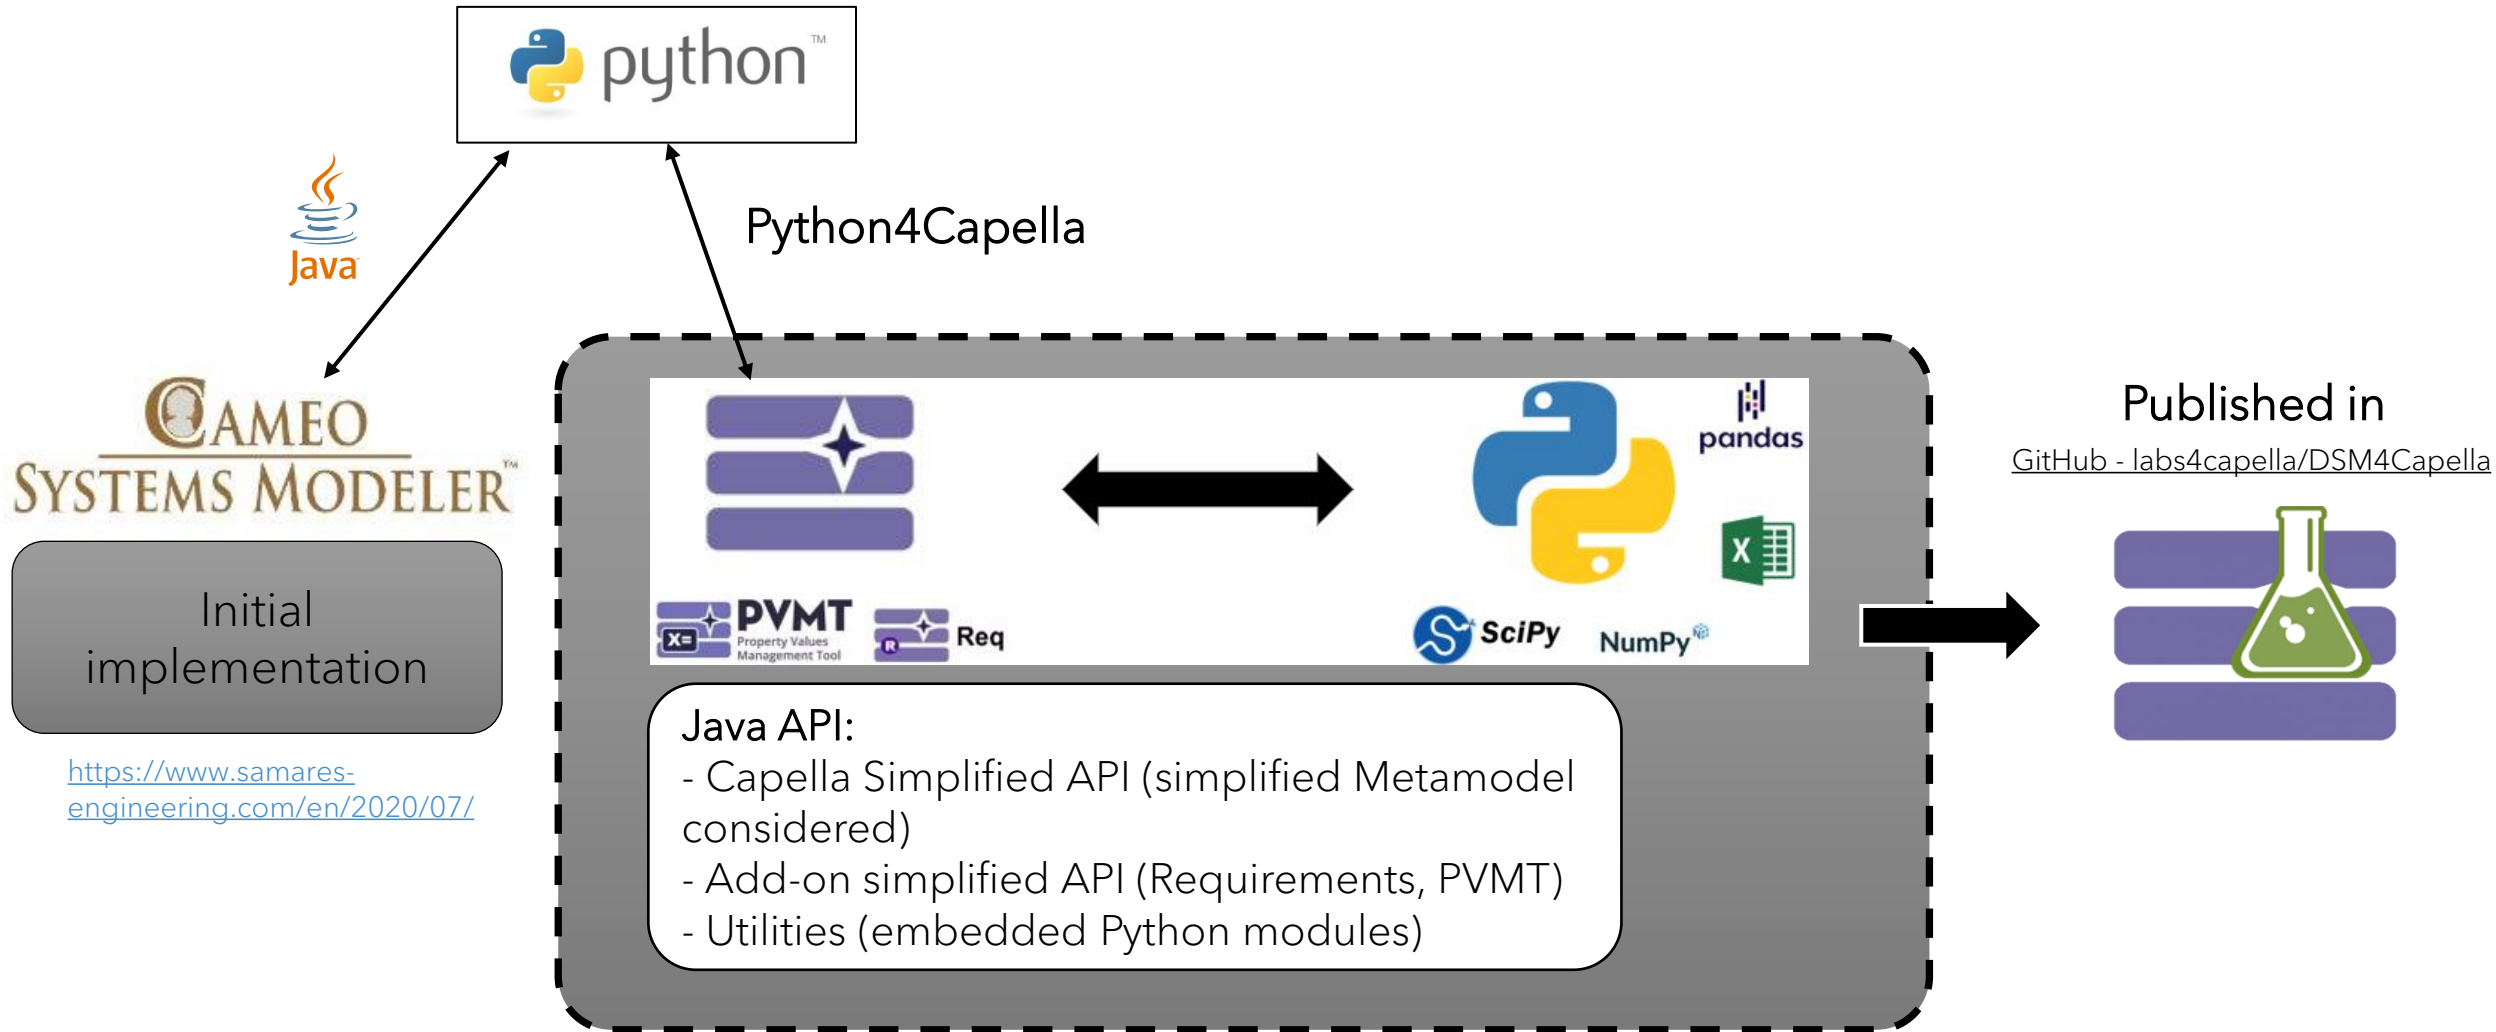 python™
Java
Python4Capella
CAMEO
SYSTEMS MODELER™
Initial
implementation
https://www.samares-
engineering.com/en/2020/07/
pandas
X
X=
PVMT
Property Values
Management Tool
R
Req
SciPy
NumPy
Java API:
- Capella Simplified API (simplified Metamodel
considered)
- Add-on simplified API (Requirements, PVMT)
- Utilities (embedded Python modules)
Published in
GitHub - labs4capella/DSM4Capella